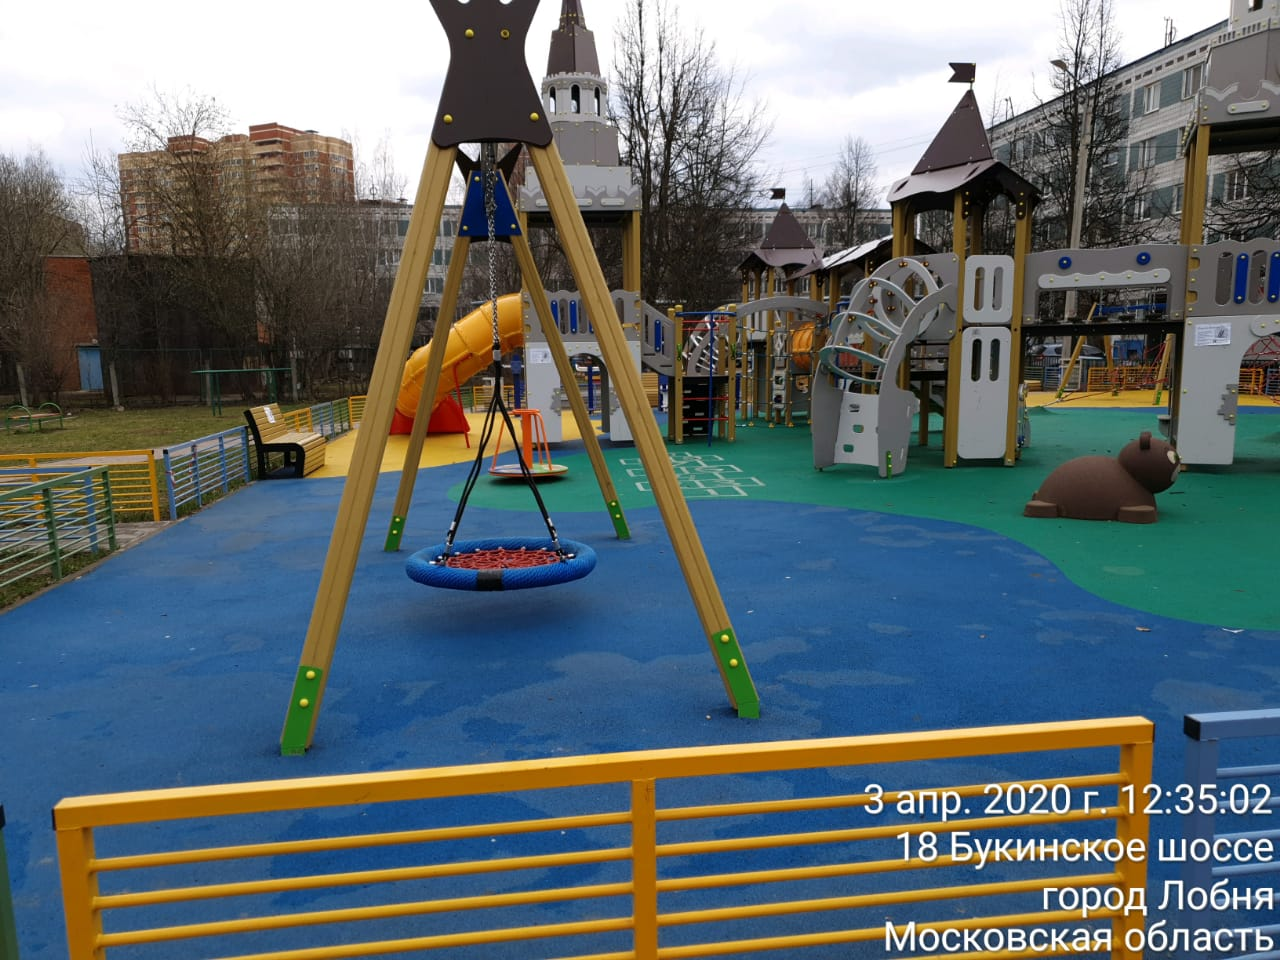 3 апр. 2020 г. 12:35:02
18 Букинское шоссе
город Лобня
Московская область